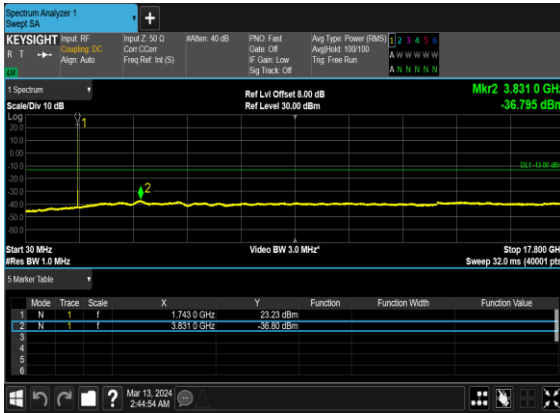 Spectrum Analyzer 1
Swept SA
+
KEYSIGHT Input: RF Input Z: 50 Ω #Atten: 40 dB PNO: Fast Avg Type: Power (RMS) 1 2 3 4 5 6
R T Coupling: DC Corr CCorr Gate: Off Avg|Hold: 100/100 A W W W W W
Align: Auto Freq Ref: Int (S) IF Gain: Low Trig: Free Run
Sig Track: Off A N N N N N
1 Spectrum Ref Lvl Offset 8.00 dB Mkr2 3.831 0 GHz
Scale/Div 10 dB Ref Level 30.00 dBm -36.795 dBm
Log
20.0
10.0
0.00
-10.0
-20.0
-30.0
-40.0
-50.0
-60.0
1
2
DL1 -13.00 dBm
Start 30 MHz Video BW 3.0 MHz* Stop 17.800 GHz
#Res BW 1.0 MHz Sweep 32.0 ms (40001 pts)
5 Marker Table
Mode Trace Scale X Y Function Function Width Function Value
1 N 1 f 1.743 0 GHz 23.23 dBm
2 N 1 f 3.831 0 GHz -36.80 dBm
3
4
5
6
? Mar 13, 2024
2:44:54 AM